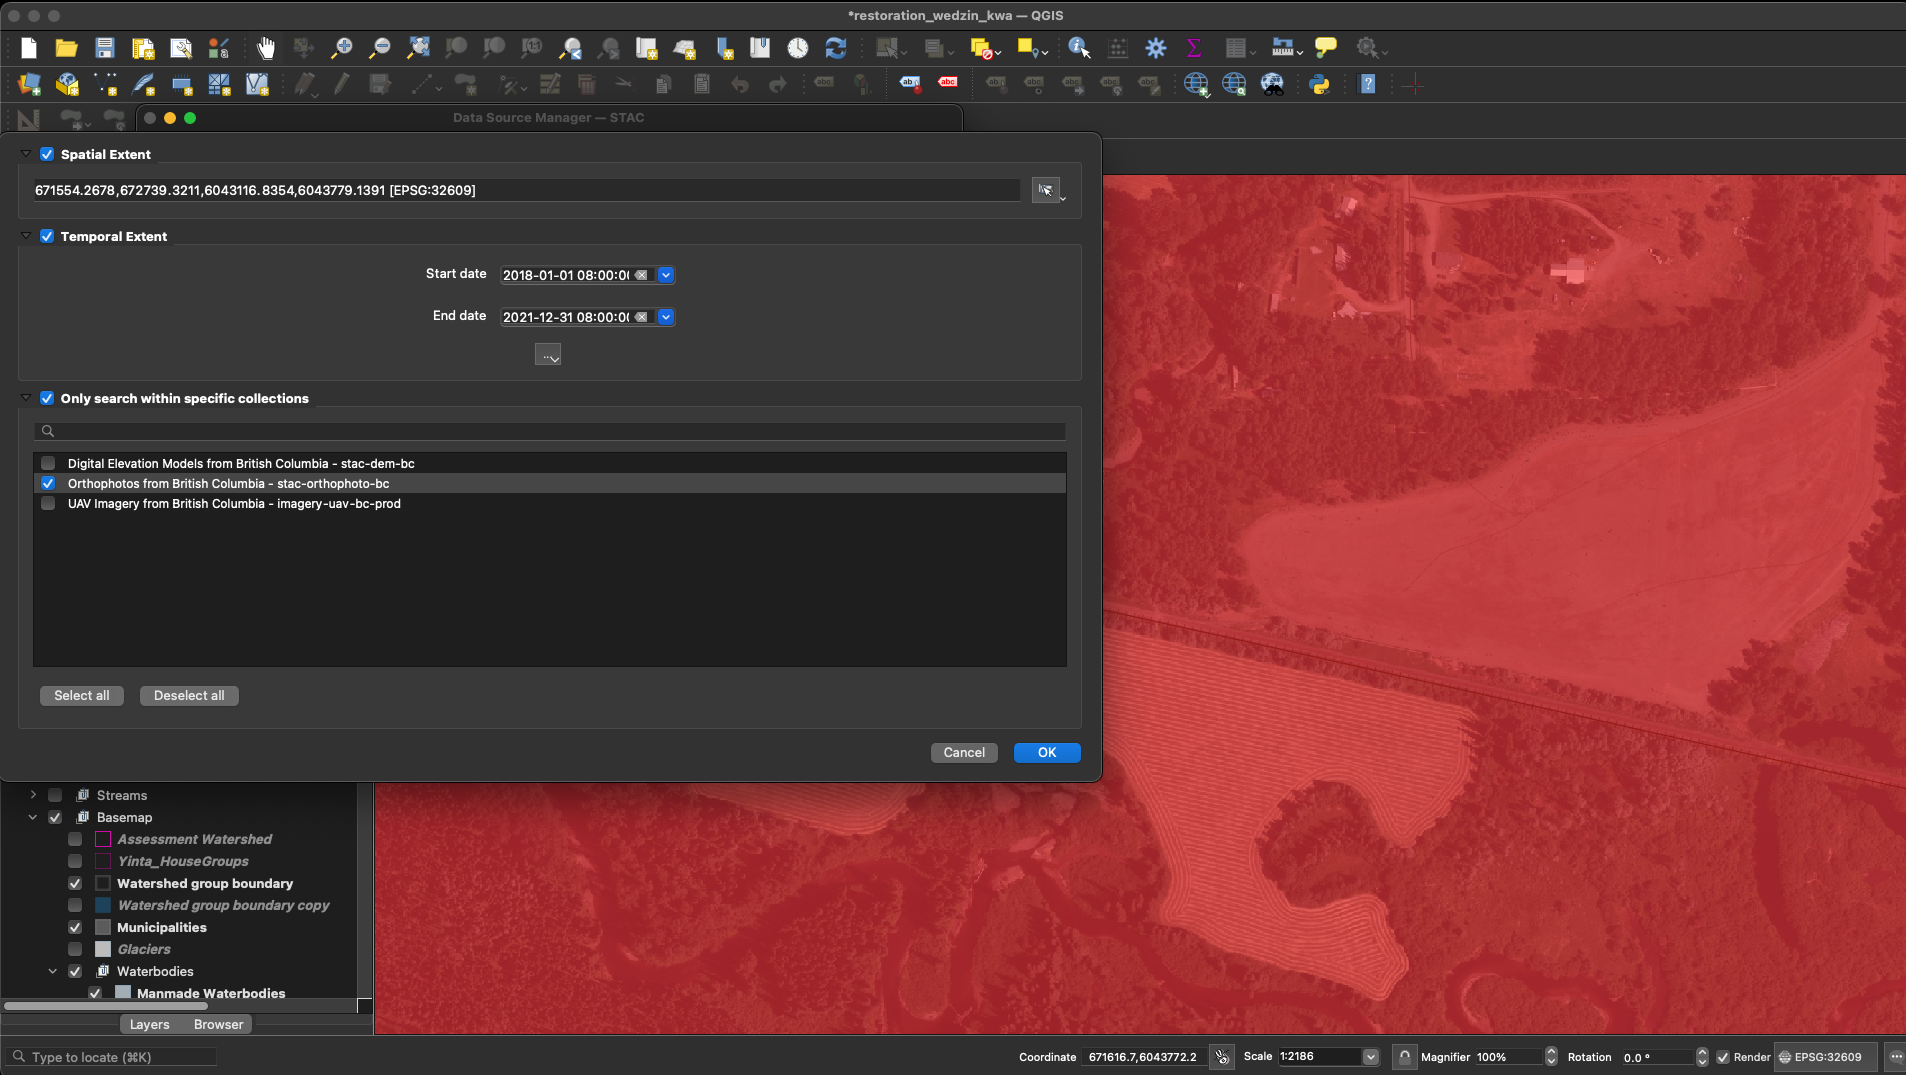 *restoration_wedzin_kwa — QGIS
Data Source Manager — STAC
Spatial Extent
671554.2678,672739.3211,6043116.8354,6043779.1391 [EPSG:32609]
Temporal Extent
Start date 2018-01-01 08:00:0
End date 2021-12-31 08:00:0
...
Only search within specific collections
Digital Elevation Models from British Columbia - stac-dem-bc
Orthophotos from British Columbia - stac-orthophoto-bc
UAV Imagery from British Columbia - imagery-uav-bc-prod
Select all Deselect all
Cancel OK
Streams
Basemap
Assessment Watershed
Yinta_HouseGroups
Watershed group boundary
Watershed group boundary copy
Municipalities
Glaciers
Waterbodies
Manmade Waterbodies
Layers Browser
Type to locate (⌘K) Coordinate 671616.7,6043772.2 Scale 1:2186 Magnifier 100% Rotation 0.0 ° Render EPSG:32609